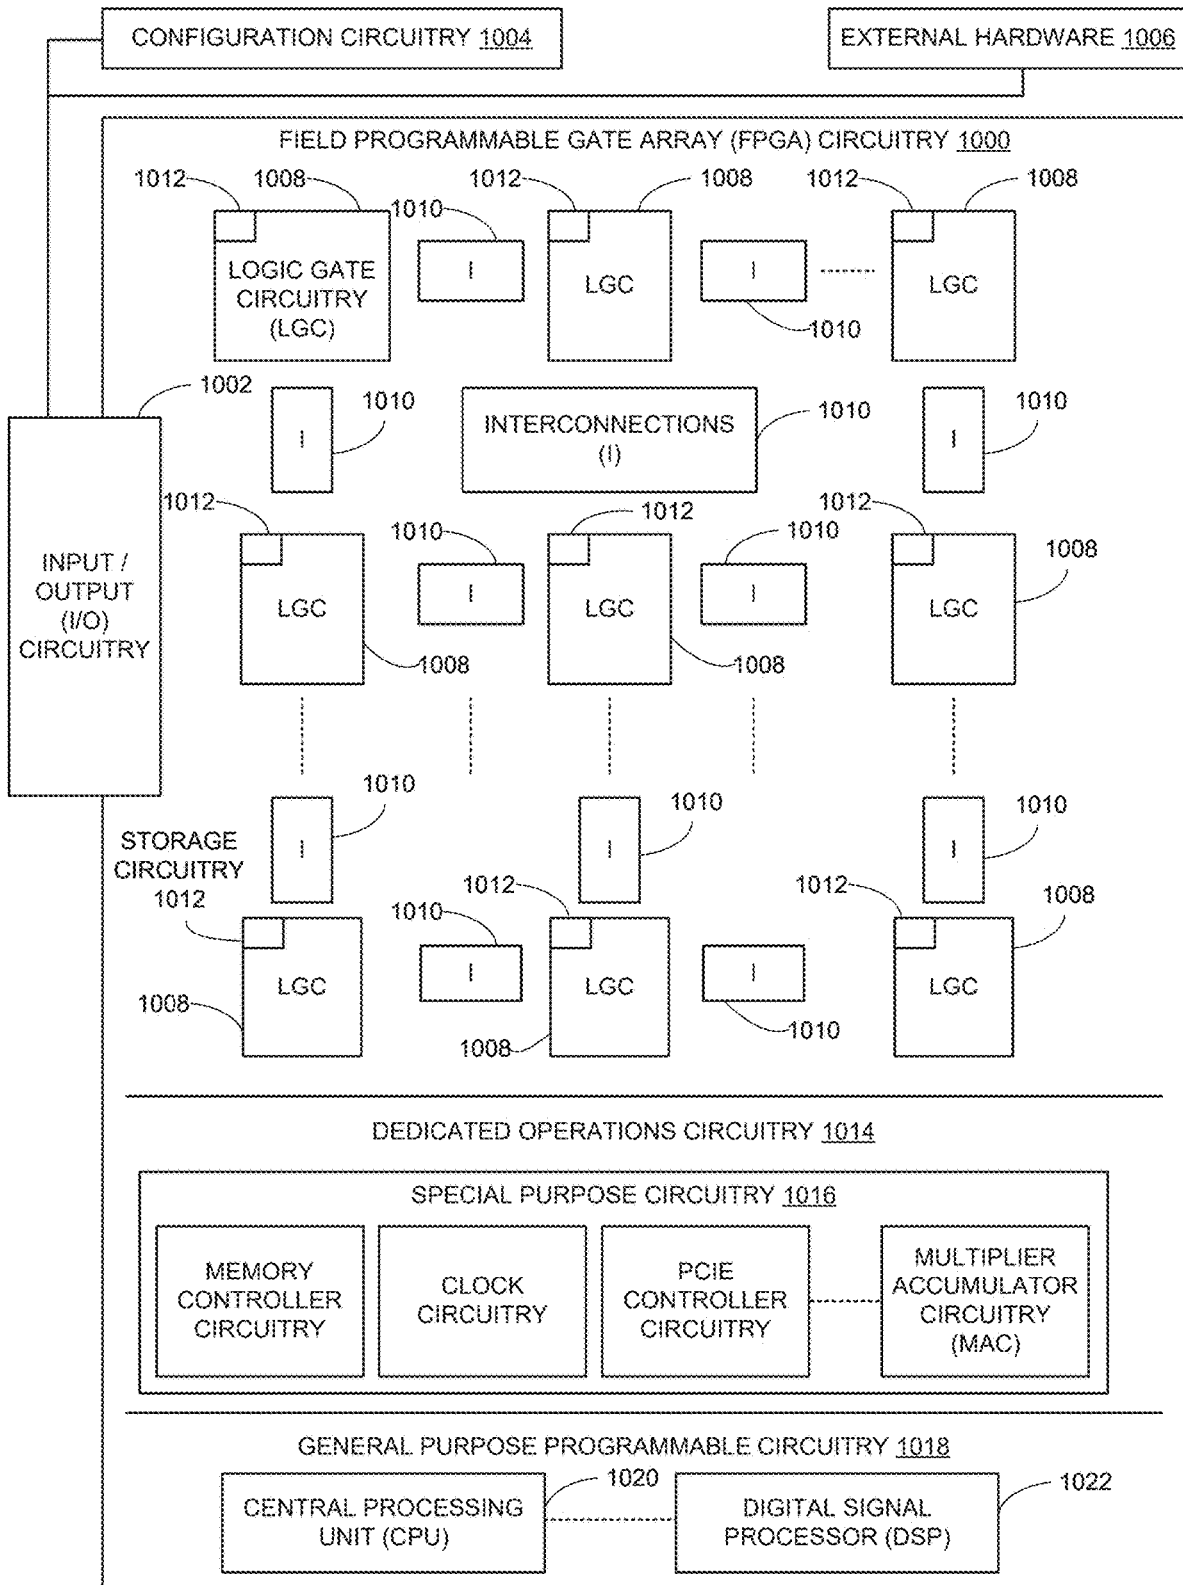 CONFIGURATION CIRCUITRY 1004
EXTERNAL HARDWARE 1006
FIELD PROGRAMMABLE GATE ARRAY (FPGA) CIRCUITRY 1000
1012
1008
1012
1008
1012
1008
1010
LOGIC GATE
CIRCUITRY
(LGC)
I
LGC
I
LGC
1010
1002
1010
1010
1010
I
INTERCONNECTIONS
(I)
I
1012
1010
1012
1010
1012
1008
INPUT /
OUTPUT
(I/O)
CIRCUITRY
LGC
I
LGC
I
LGC
1008
1008
1010
1010
1010
I
I
I
STORAGE
CIRCUITRY
1012
1010
1012
1012
1008
LGC
I
LGC
I
LGC
1008
1008
1010
DEDICATED OPERATIONS CIRCUITRY 1014
SPECIAL PURPOSE CIRCUITRY 1016
MEMORY
CONTROLLER
CIRCUITRY
CLOCK
CIRCUITRY
PCIE
CONTROLLER
CIRCUITRY
MULTIPLIER
ACCUMULATOR
CIRCUITRY
(MAC)
GENERAL PURPOSE PROGRAMMABLE CIRCUITRY 1018
1020
1022
CENTRAL PROCESSING
UNIT (CPU)
DIGITAL SIGNAL
PROCESSOR (DSP)